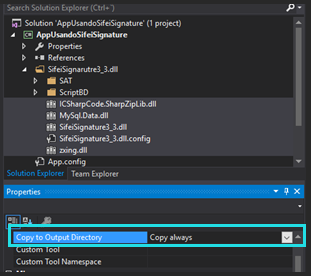 Search Solution Explorer (Ctrl+¨)
Solution 'AppUsandoSifeiSignature' (1 project)
AppUsandoSifeiSignature
Properties
References
SifeiSignarutre3_3.dll
SAT
ScriptBD
ICSharpCode.SharpZipLib.dll
MySql.Data.dll
SifeiSignature3_3.dll
SifeiSignature3_3.dll.config
zxing.dll
App.config
Solution Explorer Team Explorer
Properties
Copy to Output Directory Copy always
Custom Tool
Custom Tool Namespace